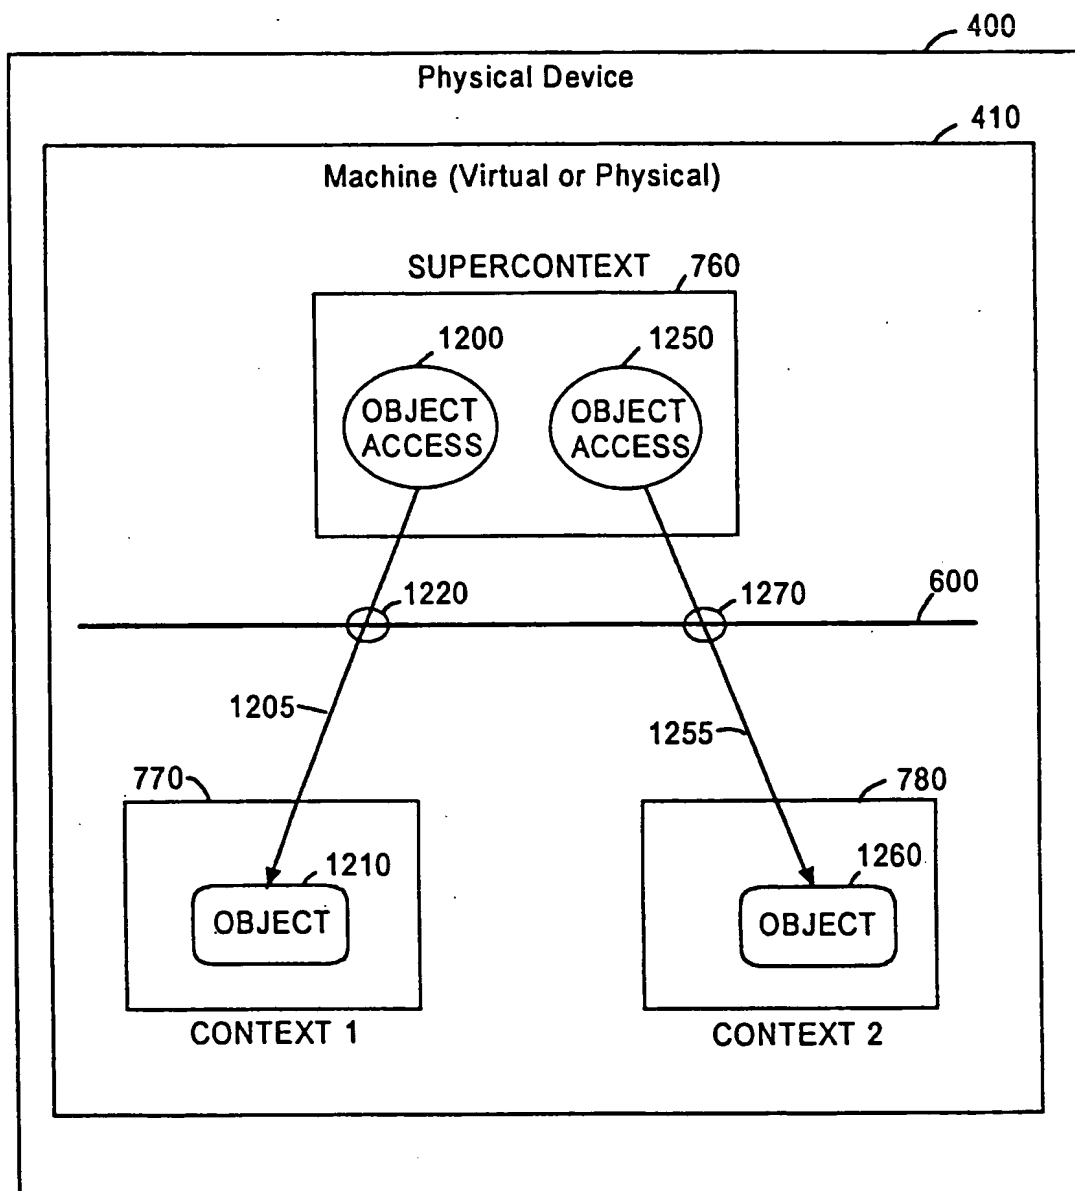 400
Physical Device
410
Machine (Virtual or Physical)
SUPERCONTEXT
760
1200
1250
OBJECT
ACCESS
OBJECT
ACCESS
1220
1270
600
1205
1255
770
780
1210
1260
OBJECT
OBJECT
CONTEXT 1
CONTEXT 2